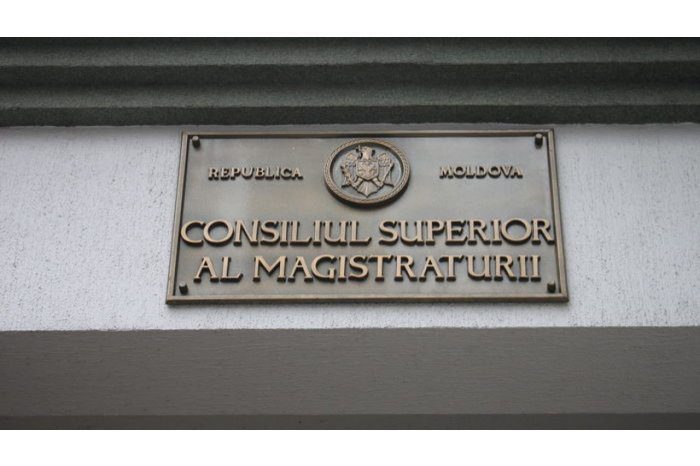 REPUBLICA MOLDOVA
CONSILIUL SUPERIOR
AL MAGISTRATURII